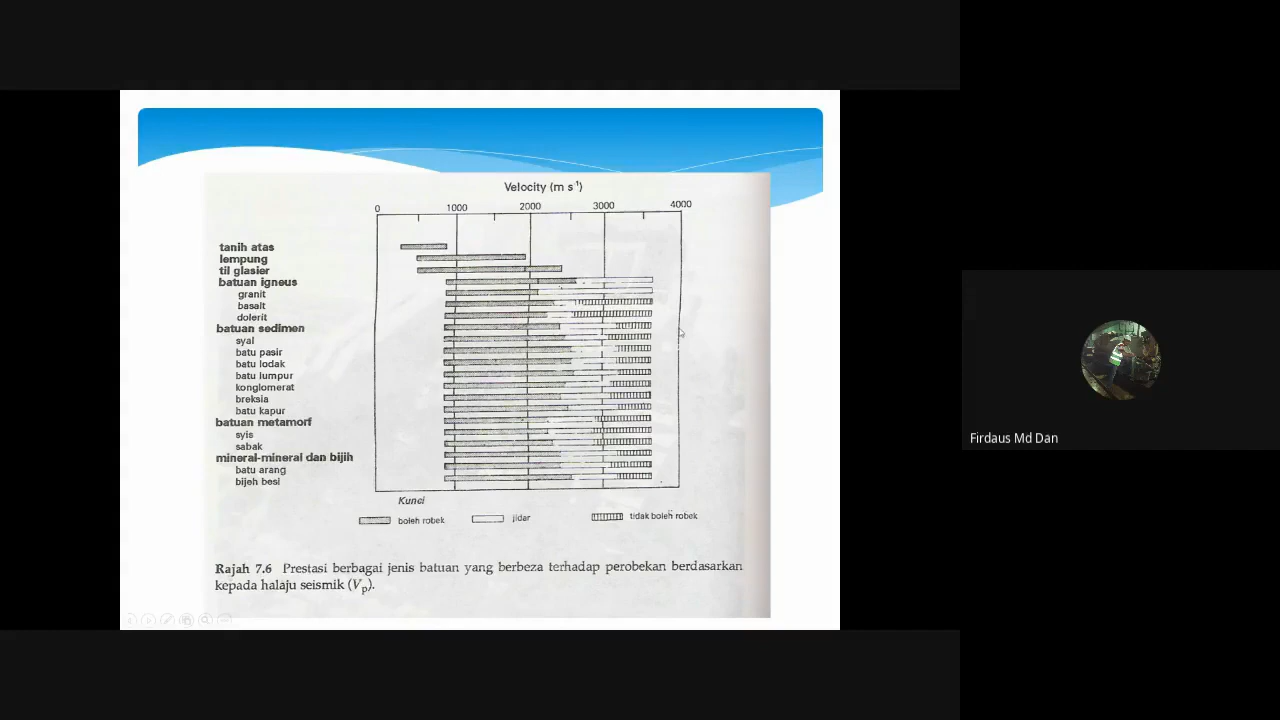 Velocity (m s⁻¹)
0 1000 2000 3000 4000
tanih atas
lempung
til glasier
batuan igneus
granit
basalt
dolerit
batuan sedimen
syal
batu pasir
batu lodak
batu lumpur
konglomerat
breksia
batu kapur
batuan metamorf
syis
sabak
mineral-mineral dan bijih
batu arang
bijeh besi
Kunci
boleh robek jidar tidak boleh robek
Rajah 7.6 Prestasi berbagai jenis batuan yang berbeza terhadap perobekan berdasarkan
kepada halaju seismik (Vp).
Firdaus Md Dan